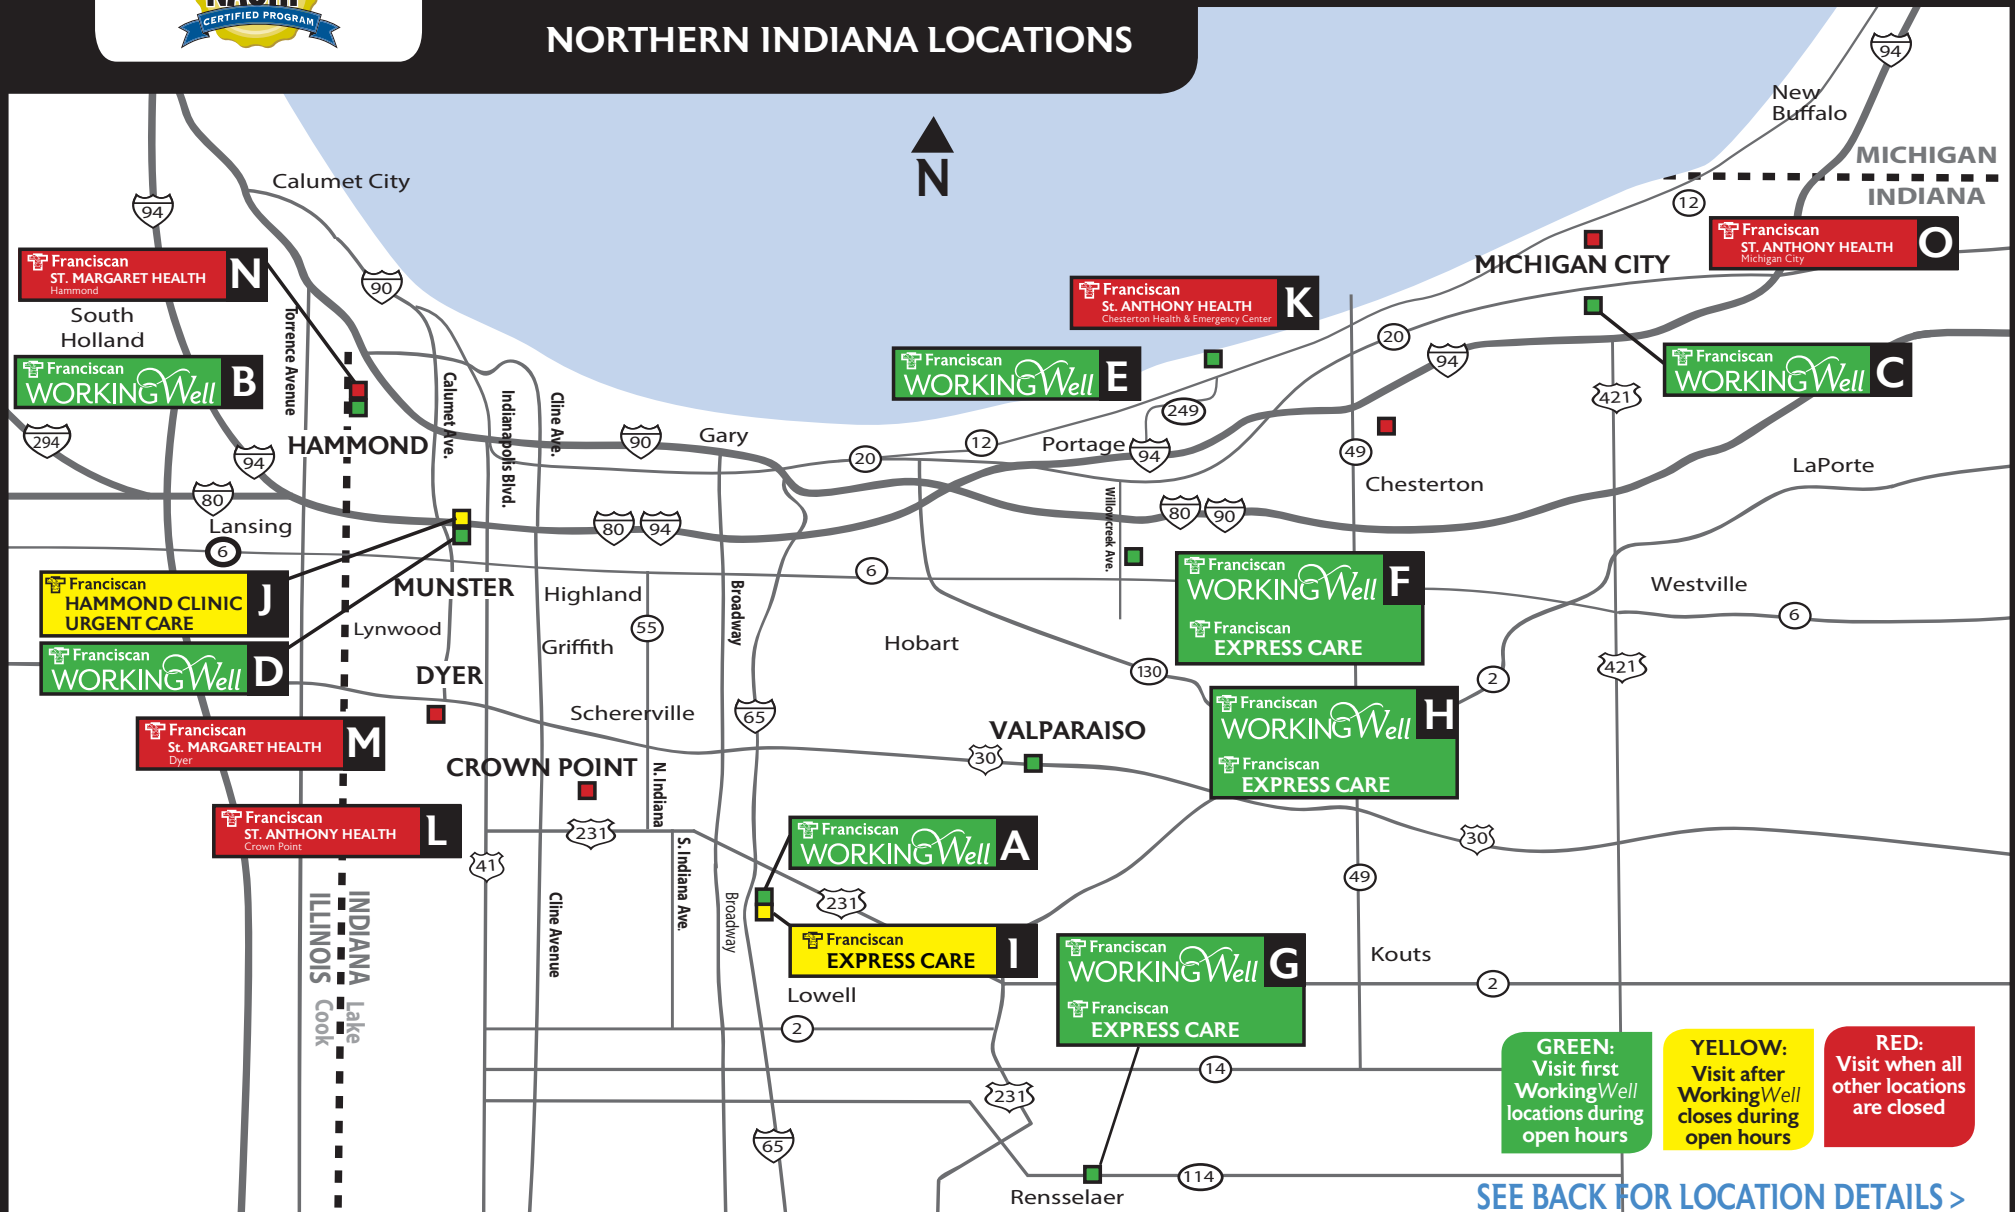 CERTIFIED PROGRAM
NORTHERN INDIANA LOCATIONS
94
New
Buffalo
MICHIGAN
INDIANA
N
Calumet City
94
12
90
Franciscan
ST. MARGARET HEALTH
Hammond
N
Franciscan
ST. ANTHONY HEALTH
Michigan City
O
MICHIGAN CITY
Franciscan
St. ANTHONY HEALTH
Chesterton Health & Emergency Center
K
South
Holland
Torrence Avenue
20
94
Franciscan
WORKINGWell
B
Franciscan
WORKINGWell
E
Franciscan
WORKINGWell
C
Calumet Ave.
Indianapolis Blvd.
Cline Ave.
421
249
294
HAMMOND
94
90
Gary
20
12
Portage
94
49
LaPorte
Chesterton
80
Lansing
6
80
94
Willowcreek Ave.
80
90
Franciscan
HAMMOND CLINIC
URGENT CARE
J
MUNSTER
Highland
Broadway
6
Franciscan
WORKINGWell
F
Franciscan
EXPRESS CARE
Westville
6
Lynwood
Griffith
55
Hobart
Franciscan
WORKINGWell
D
DYER
130
2
421
Schererville
65
Franciscan
WORKINGWell
H
Franciscan
EXPRESS CARE
Franciscan
St. MARGARET HEALTH
Dyer
M
VALPARAISO
30
CROWN POINT
N. Indiana
Franciscan
ST. ANTHONY HEALTH
Crown Point
L
231
41
S. Indiana Ave.
Franciscan
WORKINGWell
A
30
49
231
INDIANA
ILLINOIS
Cline Avenue
Broadway
Franciscan
EXPRESS CARE
I
Franciscan
WORKINGWell
G
Franciscan
EXPRESS CARE
Kouts
2
Lowell
2
Cook
Lake
14
231
65
Rensselaer
114
GREEN:
Visit first
WorkingWell
locations during
open hours
YELLOW:
Visit after
WorkingWell
closes during
open hours
RED:
Visit when all
other locations
are closed
SEE BACK FOR LOCATION DETAILS >